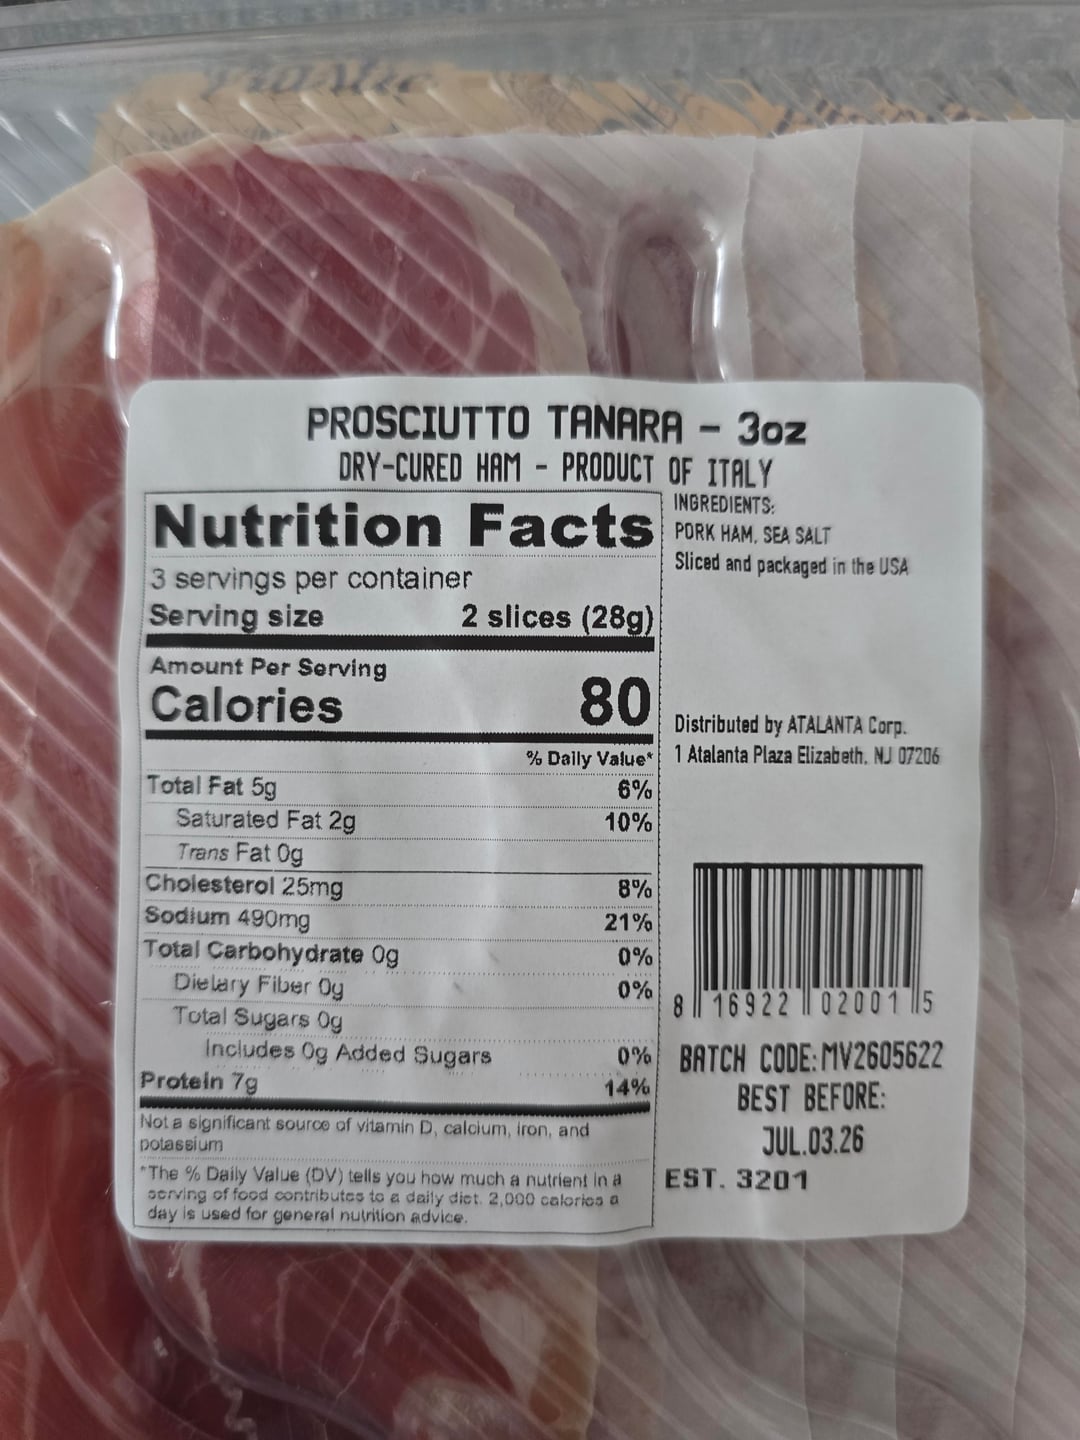 PROSCIUTTO TANARA - 3oz
DRY-CURED HAM - PRODUCT OF ITALY
Nutrition Facts
3 servings per container
Serving size 2 slices (28g)
Amount Per Serving
Calories 80
% Daily Value*
Total Fat 5g 6%
Saturated Fat 2g 10%
Trans Fat 0g
Cholesterol 25mg 8%
Sodium 490mg 21%
Total Carbohydrate 0g 0%
Dietary Fiber 0g 0%
Total Sugars 0g
Includes 0g Added Sugars 0%
Protein 7g 14%
Not a significant source of vitamin D, calcium, iron, and
potassium
*The % Daily Value (DV) tells you how much a nutrient in a
serving of food contributes to a daily diet. 2,000 calories a
day is used for general nutrition advice.
INGREDIENTS:
PORK HAM, SEA SALT
Sliced and packaged in the USA
Distributed by ATALANTA Corp.
1 Atalanta Plaza Elizabeth, NJ 07206
8 16922 02001 5
BATCH CODE:MV2605622
BEST BEFORE:
JUL.03.26
EST. 3201